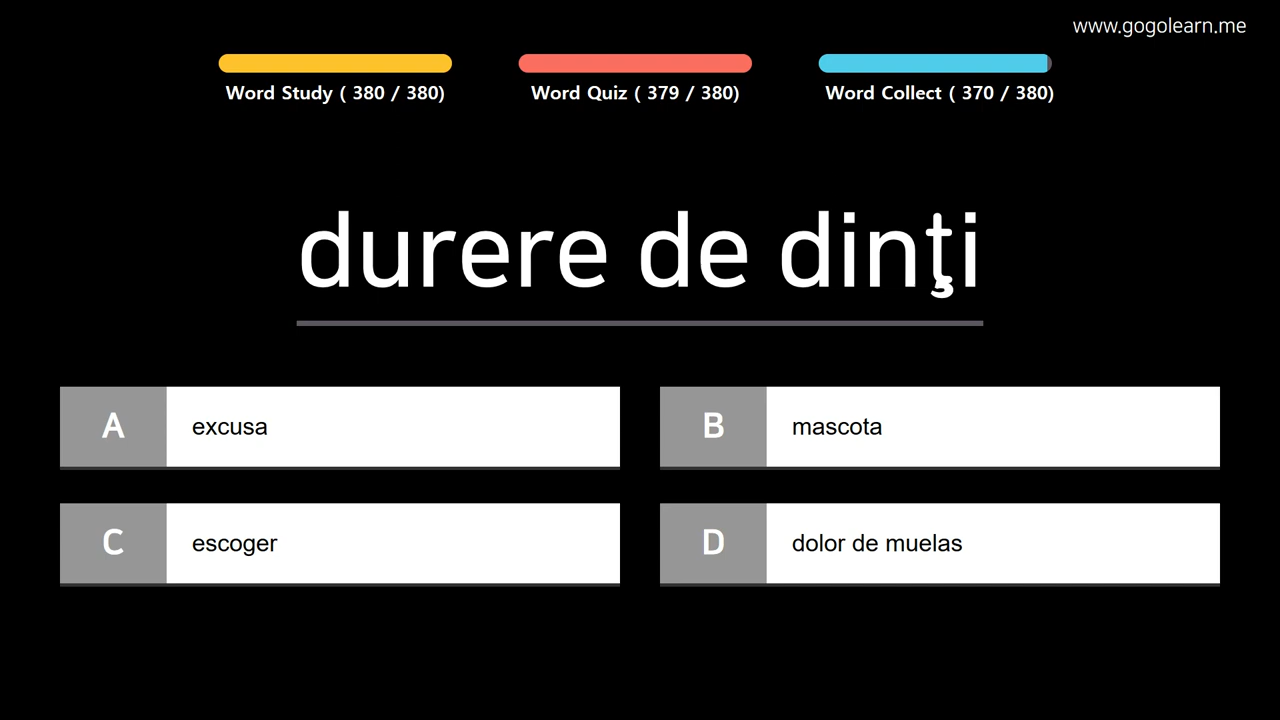 www.gogolearn.me
Word Study ( 380 / 380)
Word Quiz ( 379 / 380)
Word Collect ( 370 / 380)
durere de dinţi
A
excusa
B
mascota
C
escoger
D
dolor de muelas